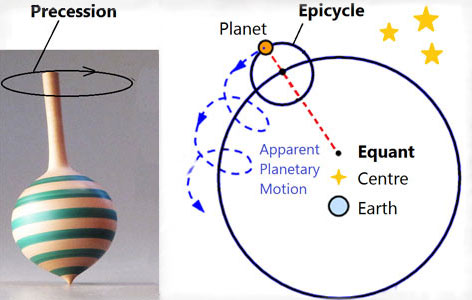 Precession
Epicycle
Planet
Apparent
Planetary
Motion
Equant
Centre
Earth